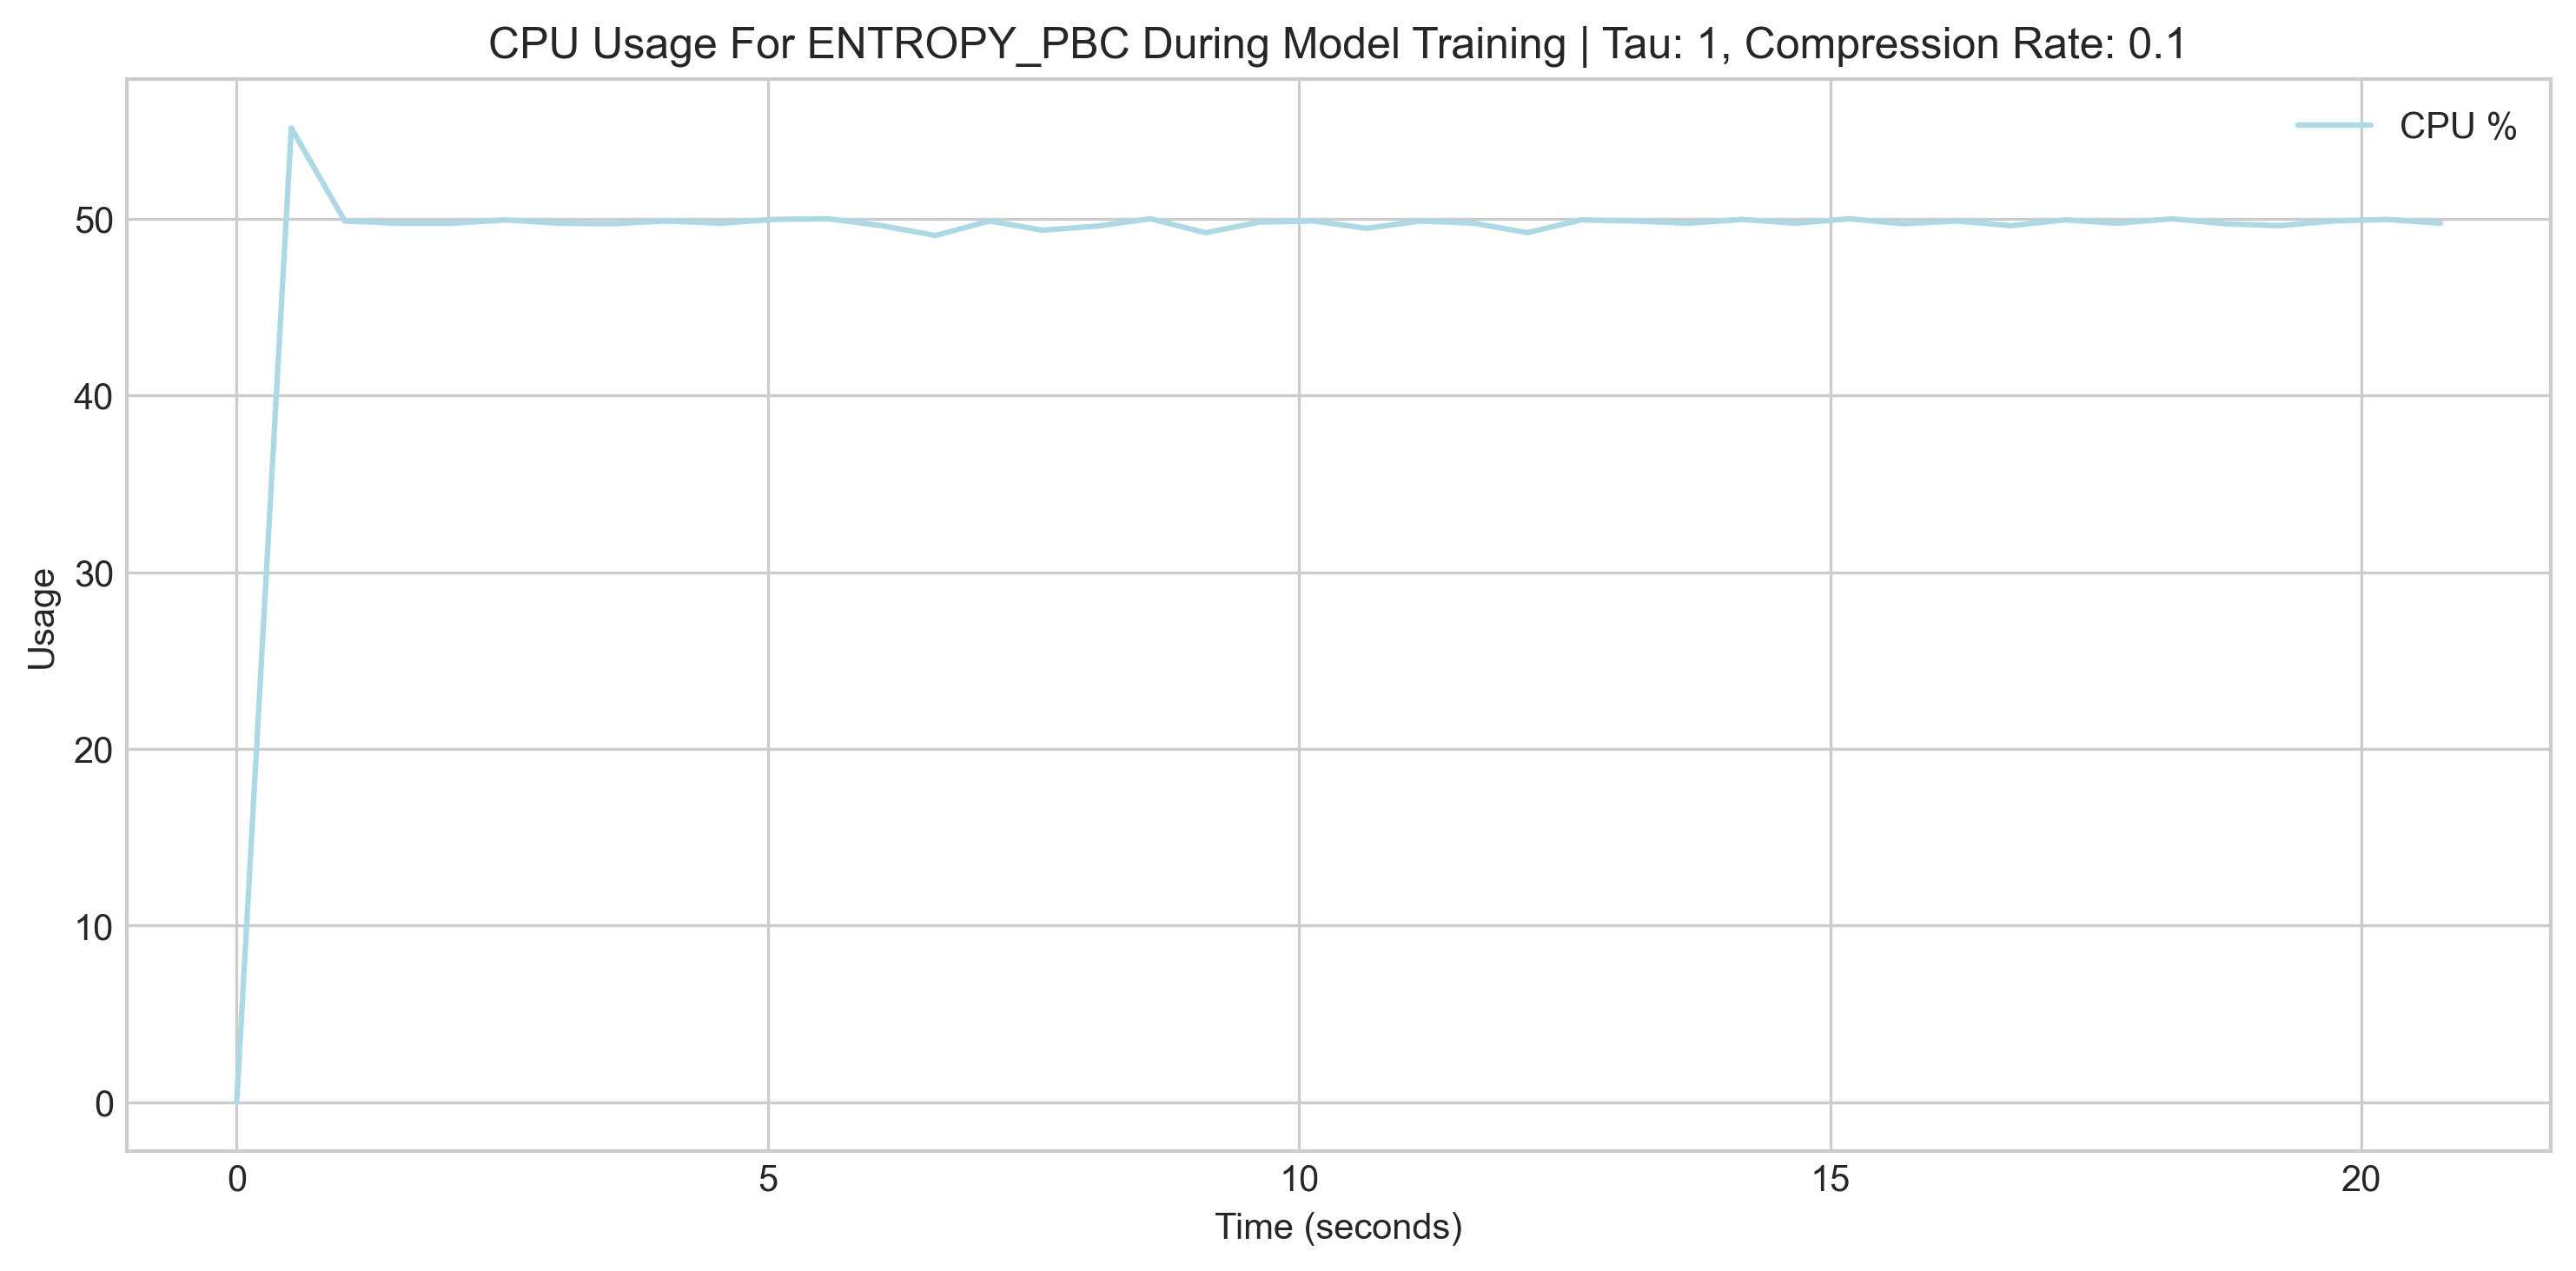 CPU Usage For ENTROPY_PBC During Model Training | Tau: 1, Compression Rate: 0.1
CPU %
50
40
30
20
10
0
Usage
0 5 10 15 20
Time (seconds)